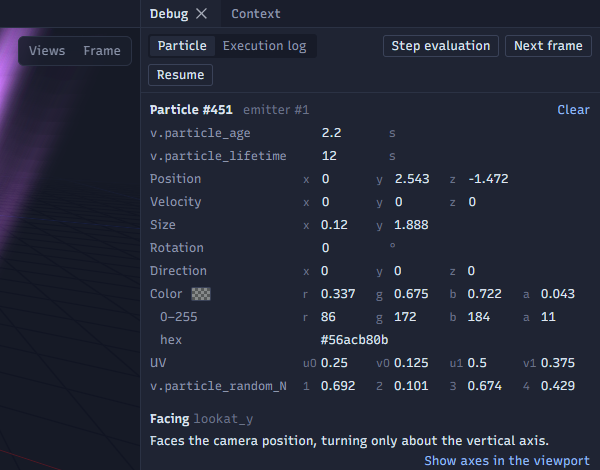 Debug Context
Views Frame
Particle Execution log Step evaluation Next frame
Resume
Particle #451 emitter #1 Clear
v.particle_age 2.2 s
v.particle_lifetime 12 s
Position x 0 y 2.543 z -1.472
Velocity x 0 y 0 z 0
Size x 0.12 y 1.888
Rotation 0 °
Direction x 0 y 0 z 0
Color r 0.337 g 0.675 b 0.722 a 0.043
0–255 r 86 g 172 b 184 a 11
hex #56acb80b
UV u0 0.25 v0 0.125 u1 0.5 v1 0.375
v.particle_random_N 1 0.692 2 0.101 3 0.674 4 0.429
Facing lookat_y
Faces the camera position, turning only about the vertical axis.
Show axes in the viewport